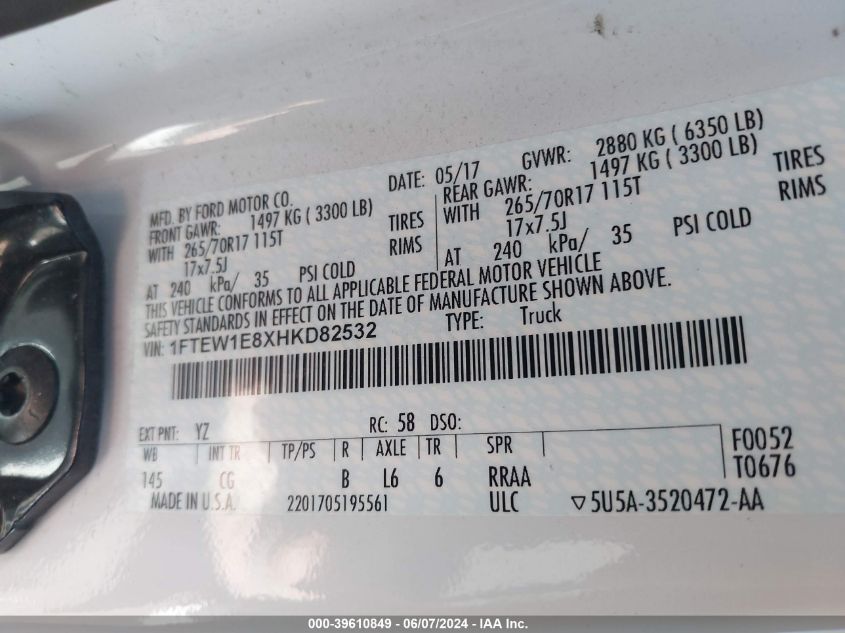 MFD. BY FORD MOTOR CO.
DATE: 05/17 GVWR: 2880 KG ( 6350 LB)
FRONT GAWR: 1497 KG ( 3300 LB) REAR GAWR: 1497 KG ( 3300 LB)
WITH 265/70R17 115T TIRES WITH 265/70R17 115T TIRES
17x7.5J RIMS 17x7.5J RIMS
AT 240 kPa/ 35 PSI COLD AT 240 kPa/ 35 PSI COLD
THIS VEHICLE CONFORMS TO ALL APPLICABLE FEDERAL MOTOR VEHICLE
SAFETY STANDARDS IN EFFECT ON THE DATE OF MANUFACTURE SHOWN ABOVE.
VIN: 1FTEW1E8XHKD82532 TYPE: Truck
EXT PNT: YZ RC: 58 DSO:
WB INT TR TP/PS R AXLE TR SPR F0052
145 CG B L6 6 RRAA T0676
MADE IN U.S.A. 2201705195561 ULC ▽5U5A-3520472-AA
000-39610849 - 06/07/2024 - IAA Inc.